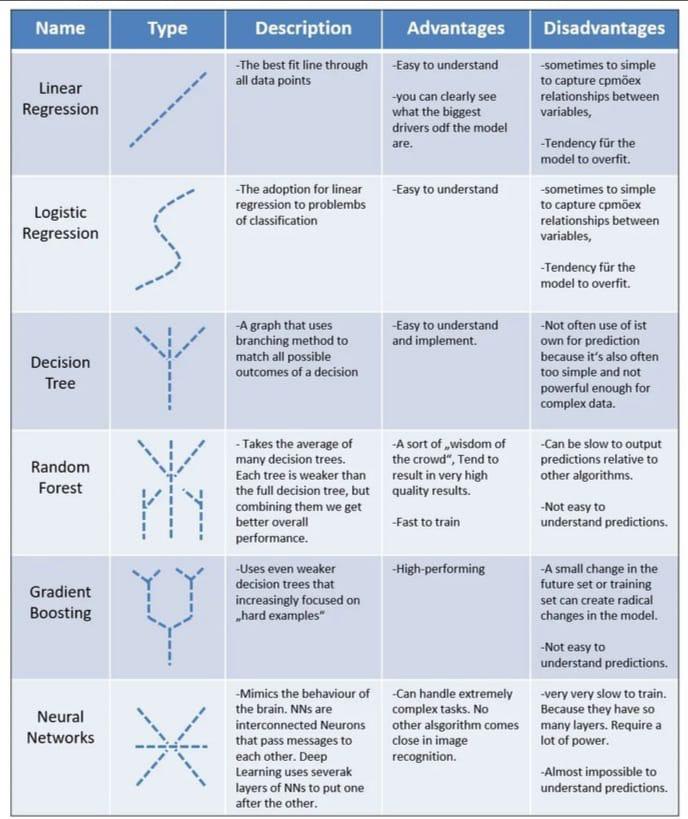 Name
Type
Description
Advantages
Disadvantages
Linear
Regression
-The best fit line through
all data points
-Easy to understand
-you can clearly see
what the biggest
drivers odf the model
are.
-sometimes to simple
to capture cpmöex
relationships between
variables,
-Tendency für the
model to overfit.
Logistic
Regression
-The adoption for linear
regression to problembs
of classification
-Easy to understand
-sometimes to simple
to capture cpmöex
relationships between
variables,
-Tendency für the
model to overfit.
Decision
Tree
-A graph that uses
branching method to
match all possible
outcomes of a decision
-Easy to understand
and implement.
-Not often use of ist
own for prediction
because it's also often
too simple and not
powerful enough for
complex data.
Random
Forest
- Takes the average of
many decision trees.
Each tree is weaker than
the full decision tree, but
combining them we get
better overall
performance.
-A sort of „wisdom of
the crowd“, Tend to
result in very high
quality results.
-Fast to train
-Can be slow to output
predictions relative to
other algorithms.
-Not easy to
understand predictions.
Gradient
Boosting
-Uses even weaker
decision trees that
increasingly focused on
„hard examples“
-High-performing
-A small change in the
future set or training
set can create radical
changes in the model.
-Not easy to
understand predictions.
Neural
Networks
-Mimics the behaviour of
the brain. NNs are
interconnected Neurons
that pass messages to
each other. Deep
Learning uses severak
layers of NNs to put one
after the other.
-Can handle extremely
complex tasks. No
other alsgorithm comes
close in image
recognition.
-very very slow to train.
Because they have so
many layers. Require a
lot of power.
-Almost impossible to
understand predictions.